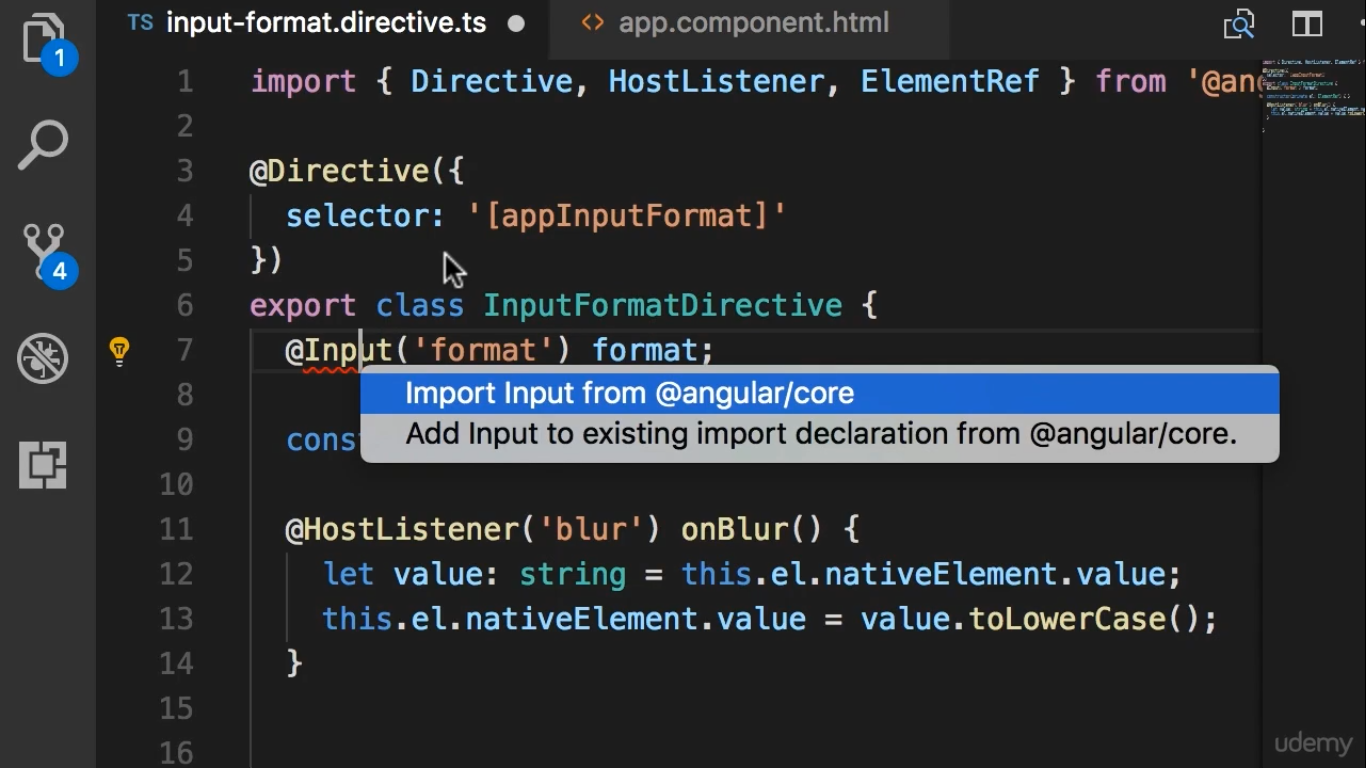 TS input-format.directive.ts ● <> app.component.html
1
1 import { Directive, HostListener, ElementRef } from '@an
2
3 @Directive({
4 selector: '[appInputFormat]'
5 })
4
6 export class InputFormatDirective {
7 @Input('format') format;
Import Input from @angular/core
8
Add Input to existing import declaration from @angular/core.
9 cons
10
11 @HostListener('blur') onBlur() {
12 let value: string = this.el.nativeElement.value;
13 this.el.nativeElement.value = value.toLowerCase();
14 }
15
16
udemy